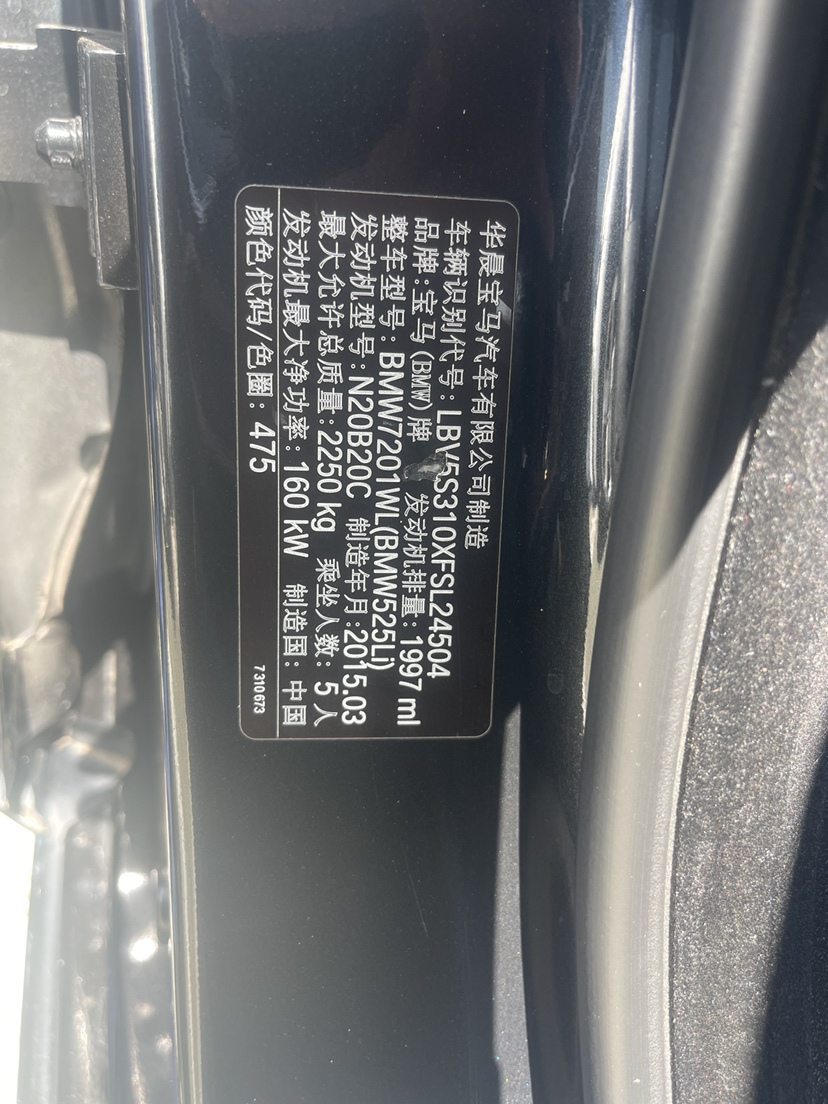 华晨宝马汽车有限公司制造
车辆识别代号：LBV5S310XFSL24504
品牌：宝马(BMW)牌 发动机排量：1997 ml
整车型号：BMW7201WL(BMW525Li)
发动机型号：N20B20C 制造年月：2015.03
最大允许总质量：2250 kg 乘坐人数：5 人
发动机最大净功率：160 kW 制造国：中国
颜色代码/色圈：475
7310673